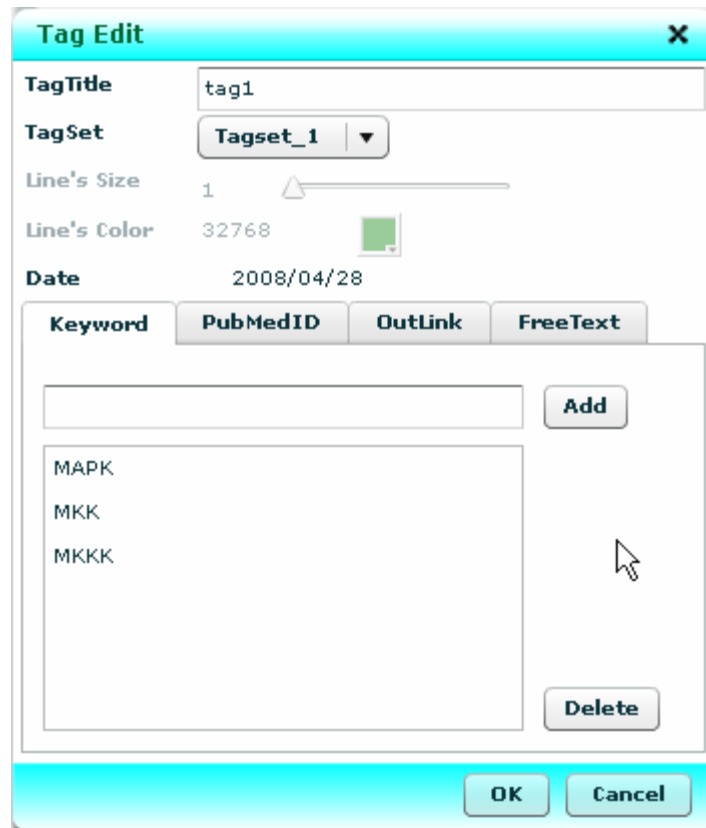 Tag Edit
TagTitle tag1
TagSet Tagset_1
Line's Size 1
Line's Color 32768
Date 2008/04/28
Keyword PubMedID OutLink FreeText
Add
MAPK
MKK
MKKK
Delete
OK Cancel